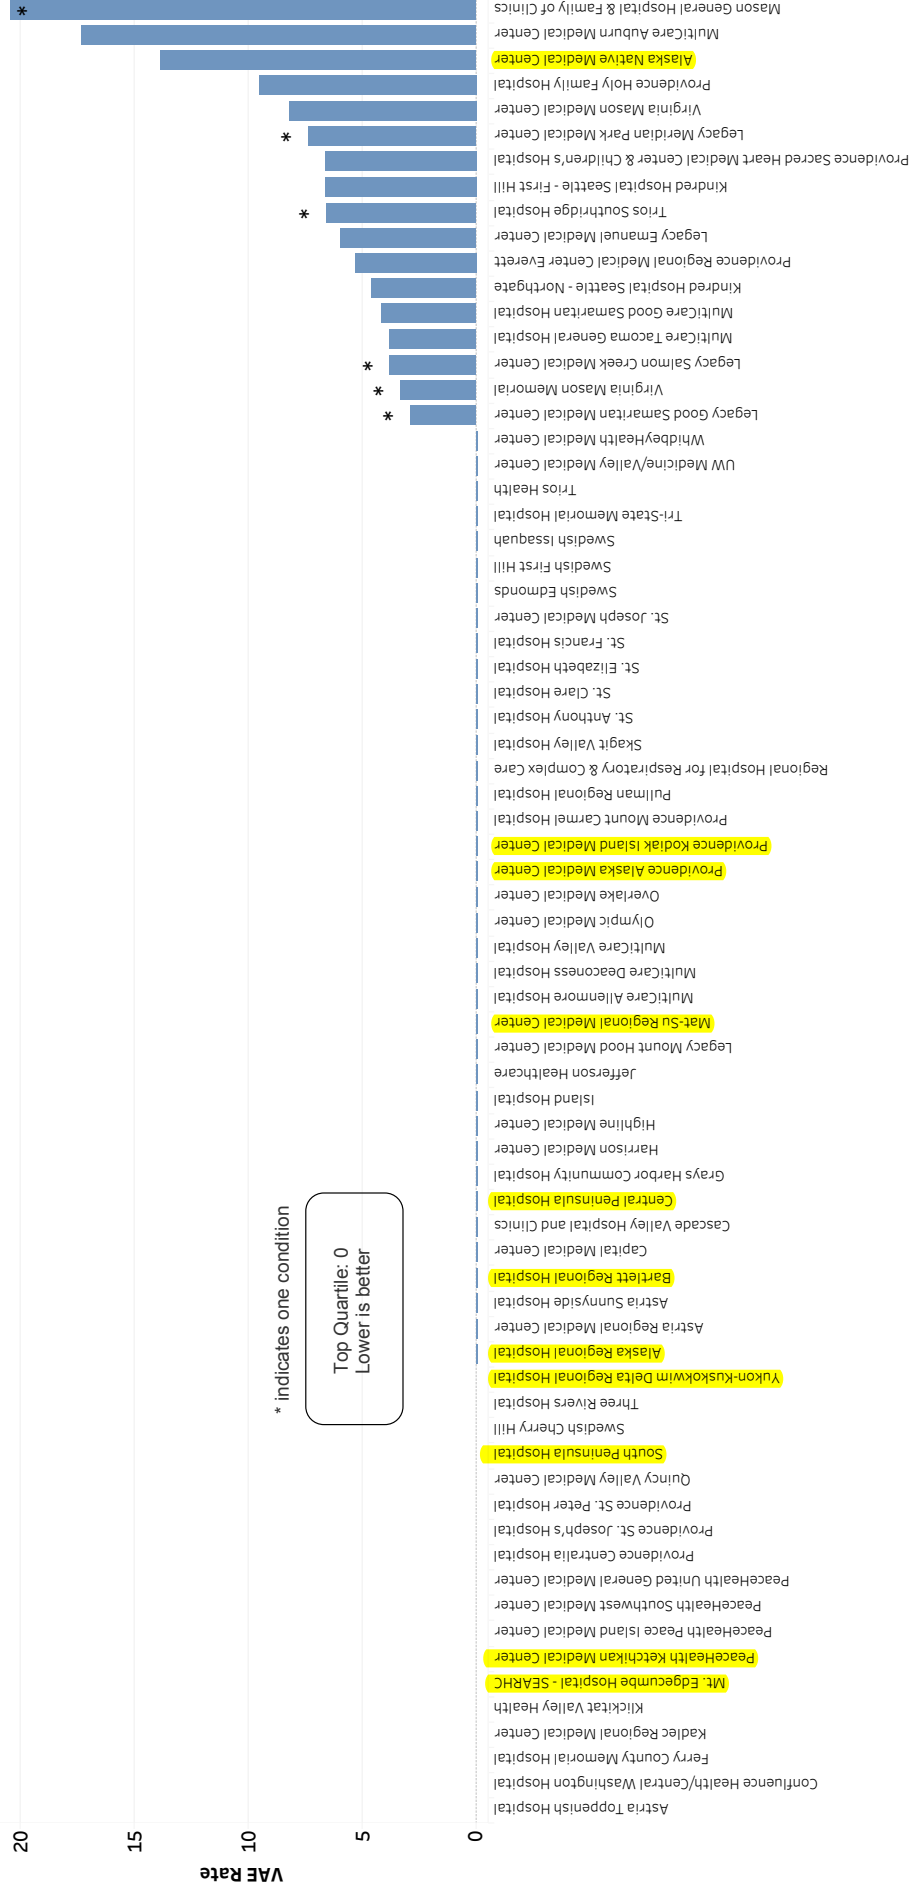 Mason General Hospital & Family of Clinics
*
MultiCare Auburn Medical Center
Alaska Native Medical Center
Providence Holy Family Hospital
Virginia Mason Medical Center
Legacy Meridian Park Medical Center
*
Providence Sacred Heart Medical Center & Children's Hospital
Kindred Hospital Seattle - First Hill
Trios Southridge Hospital
*
Legacy Emanuel Medical Center
Providence Regional Medical Center Everett
Kindred Hospital Seattle - Northgate
MultiCare Good Samaritan Hospital
MultiCare Tacoma General Hospital
Legacy Salmon Creek Medical Center
*
Virginia Mason Memorial
*
Legacy Good Samaritan Medical Center
*
WhidbeyHealth Medical Center
UW Medicine/Valley Medical Center
Trios Health
Tri-State Memorial Hospital
Swedish Issaquah
Swedish First Hill
Swedish Edmonds
St. Joseph Medical Center
St. Francis Hospital
St. Elizabeth Hospital
St. Clare Hospital
St. Anthony Hospital
Skagit Valley Hospital
Regional Hospital for Respiratory & Complex Care
Pullman Regional Hospital
Providence Mount Carmel Hospital
Providence Kodiak Island Medical Center
Providence Alaska Medical Center
Overlake Medical Center
Olympic Medical Center
MultiCare Valley Hospital
MultiCare Deaconess Hospital
MultiCare Allenmore Hospital
Mat-Su Regional Medical Center
Legacy Mount Hood Medical Center
Jefferson Healthcare
Island Hospital
Highline Medical Center
Harrison Medical Center
Grays Harbor Community Hospital
Central Peninsula Hospital
Cascade Valley Hospital and Clinics
Capital Medical Center
Bartlett Regional Hospital
Astria Sunnyside Hospital
Astria Regional Medical Center
Alaska Regional Hospital
Yukon-Kuskokwim Delta Regional Hospital
Three Rivers Hospital
Swedish Cherry Hill
South Peninsula Hospital
Quincy Valley Medical Center
Providence St. Peter Hospital
Providence St. Joseph's Hospital
Providence Centralia Hospital
PeaceHealth United General Medical Center
PeaceHealth Southwest Medical Center
PeaceHealth Peace Island Medical Center
PeaceHealth Ketchikan Medical Center
Mt. Edgecumbe Hospital - SEARHC
Klickitat Valley Health
Kadlec Regional Medical Center
Ferry County Memorial Hospital
Confluence Health/Central Washington Hospital
Astria Toppenish Hospital
* indicates one condition
Top Quartile: 0
Lower is better
20
15
10
5
0
VAE Rate